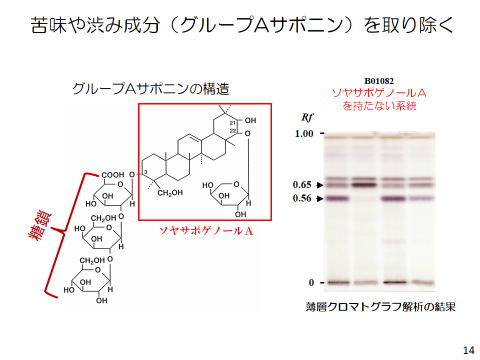 苦味や渋み成分（グループAサポニン）を取り除く
グループAサポニンの構造
B01082
ソヤサポゲノールA
を持たない系統
Rf
1.00
0.65
0.56
0
OH
21
22
O
3
O
CH₂OH
HO
O
OH
OH
COOH
O
OH
HO
H
O
CH₂OH
O
HO
OH
H
O
CH₂OH
O
OH
HO
H
OH
糖鎖
ソヤサポゲノールA
薄層クロマトグラフ解析の結果
14